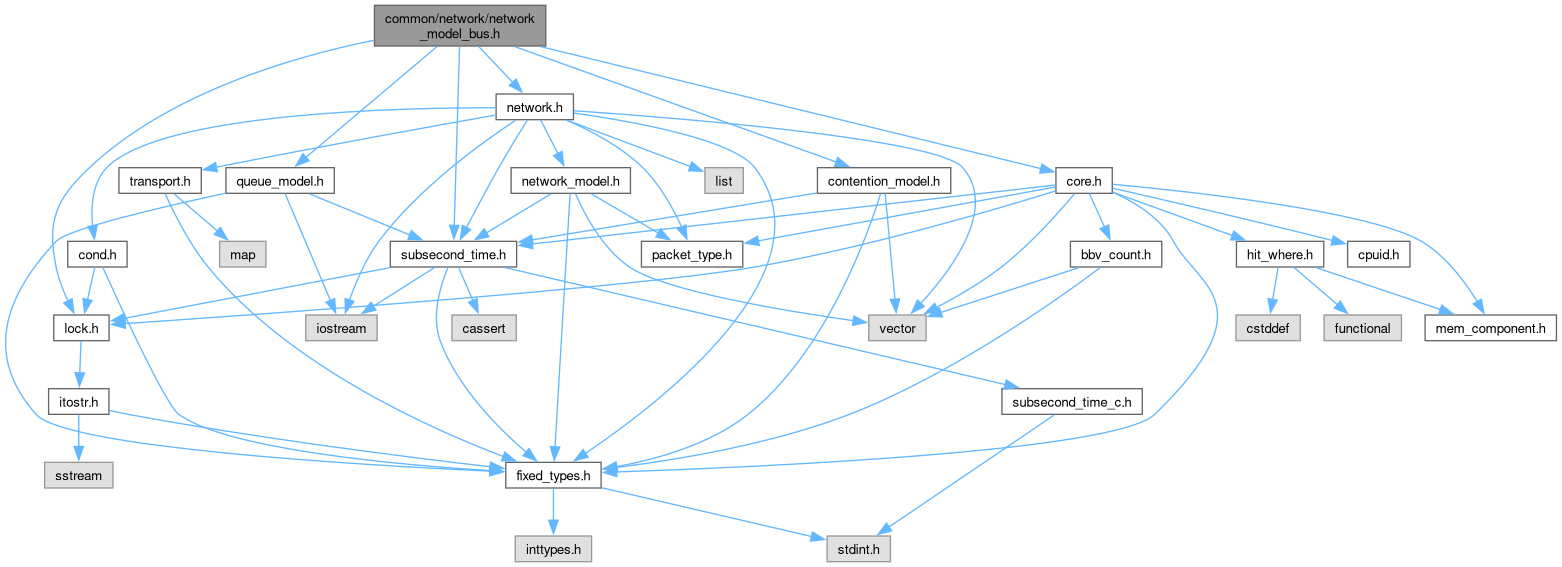 common/network/network
_model_bus.h
network.h
transport.h
queue_model.h
network_model.h
list
contention_model.h
core.h
cond.h
map
subsecond_time.h
packet_type.h
bbv_count.h
hit_where.h
cpuid.h
lock.h
iostream
cassert
vector
cstddef
functional
mem_component.h
itostr.h
subsecond_time_c.h
sstream
fixed_types.h
inttypes.h
stdint.h